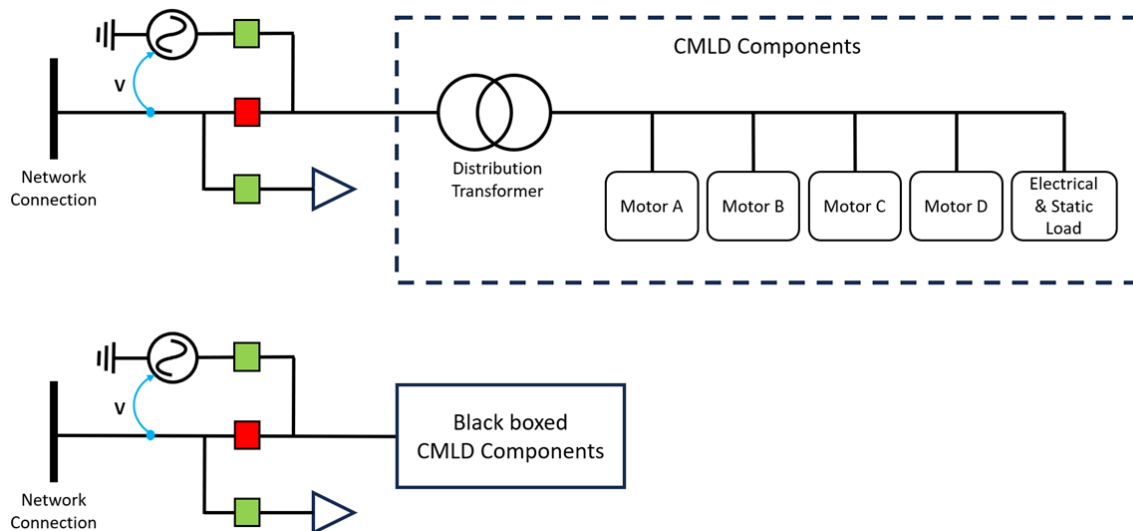 CMLD Components
V
Network
Connection
Distribution
Transformer
Motor A
Motor B
Motor C
Motor D
Electrical
& Static
Load
V
Network
Connection
Black boxed
CMLD Components